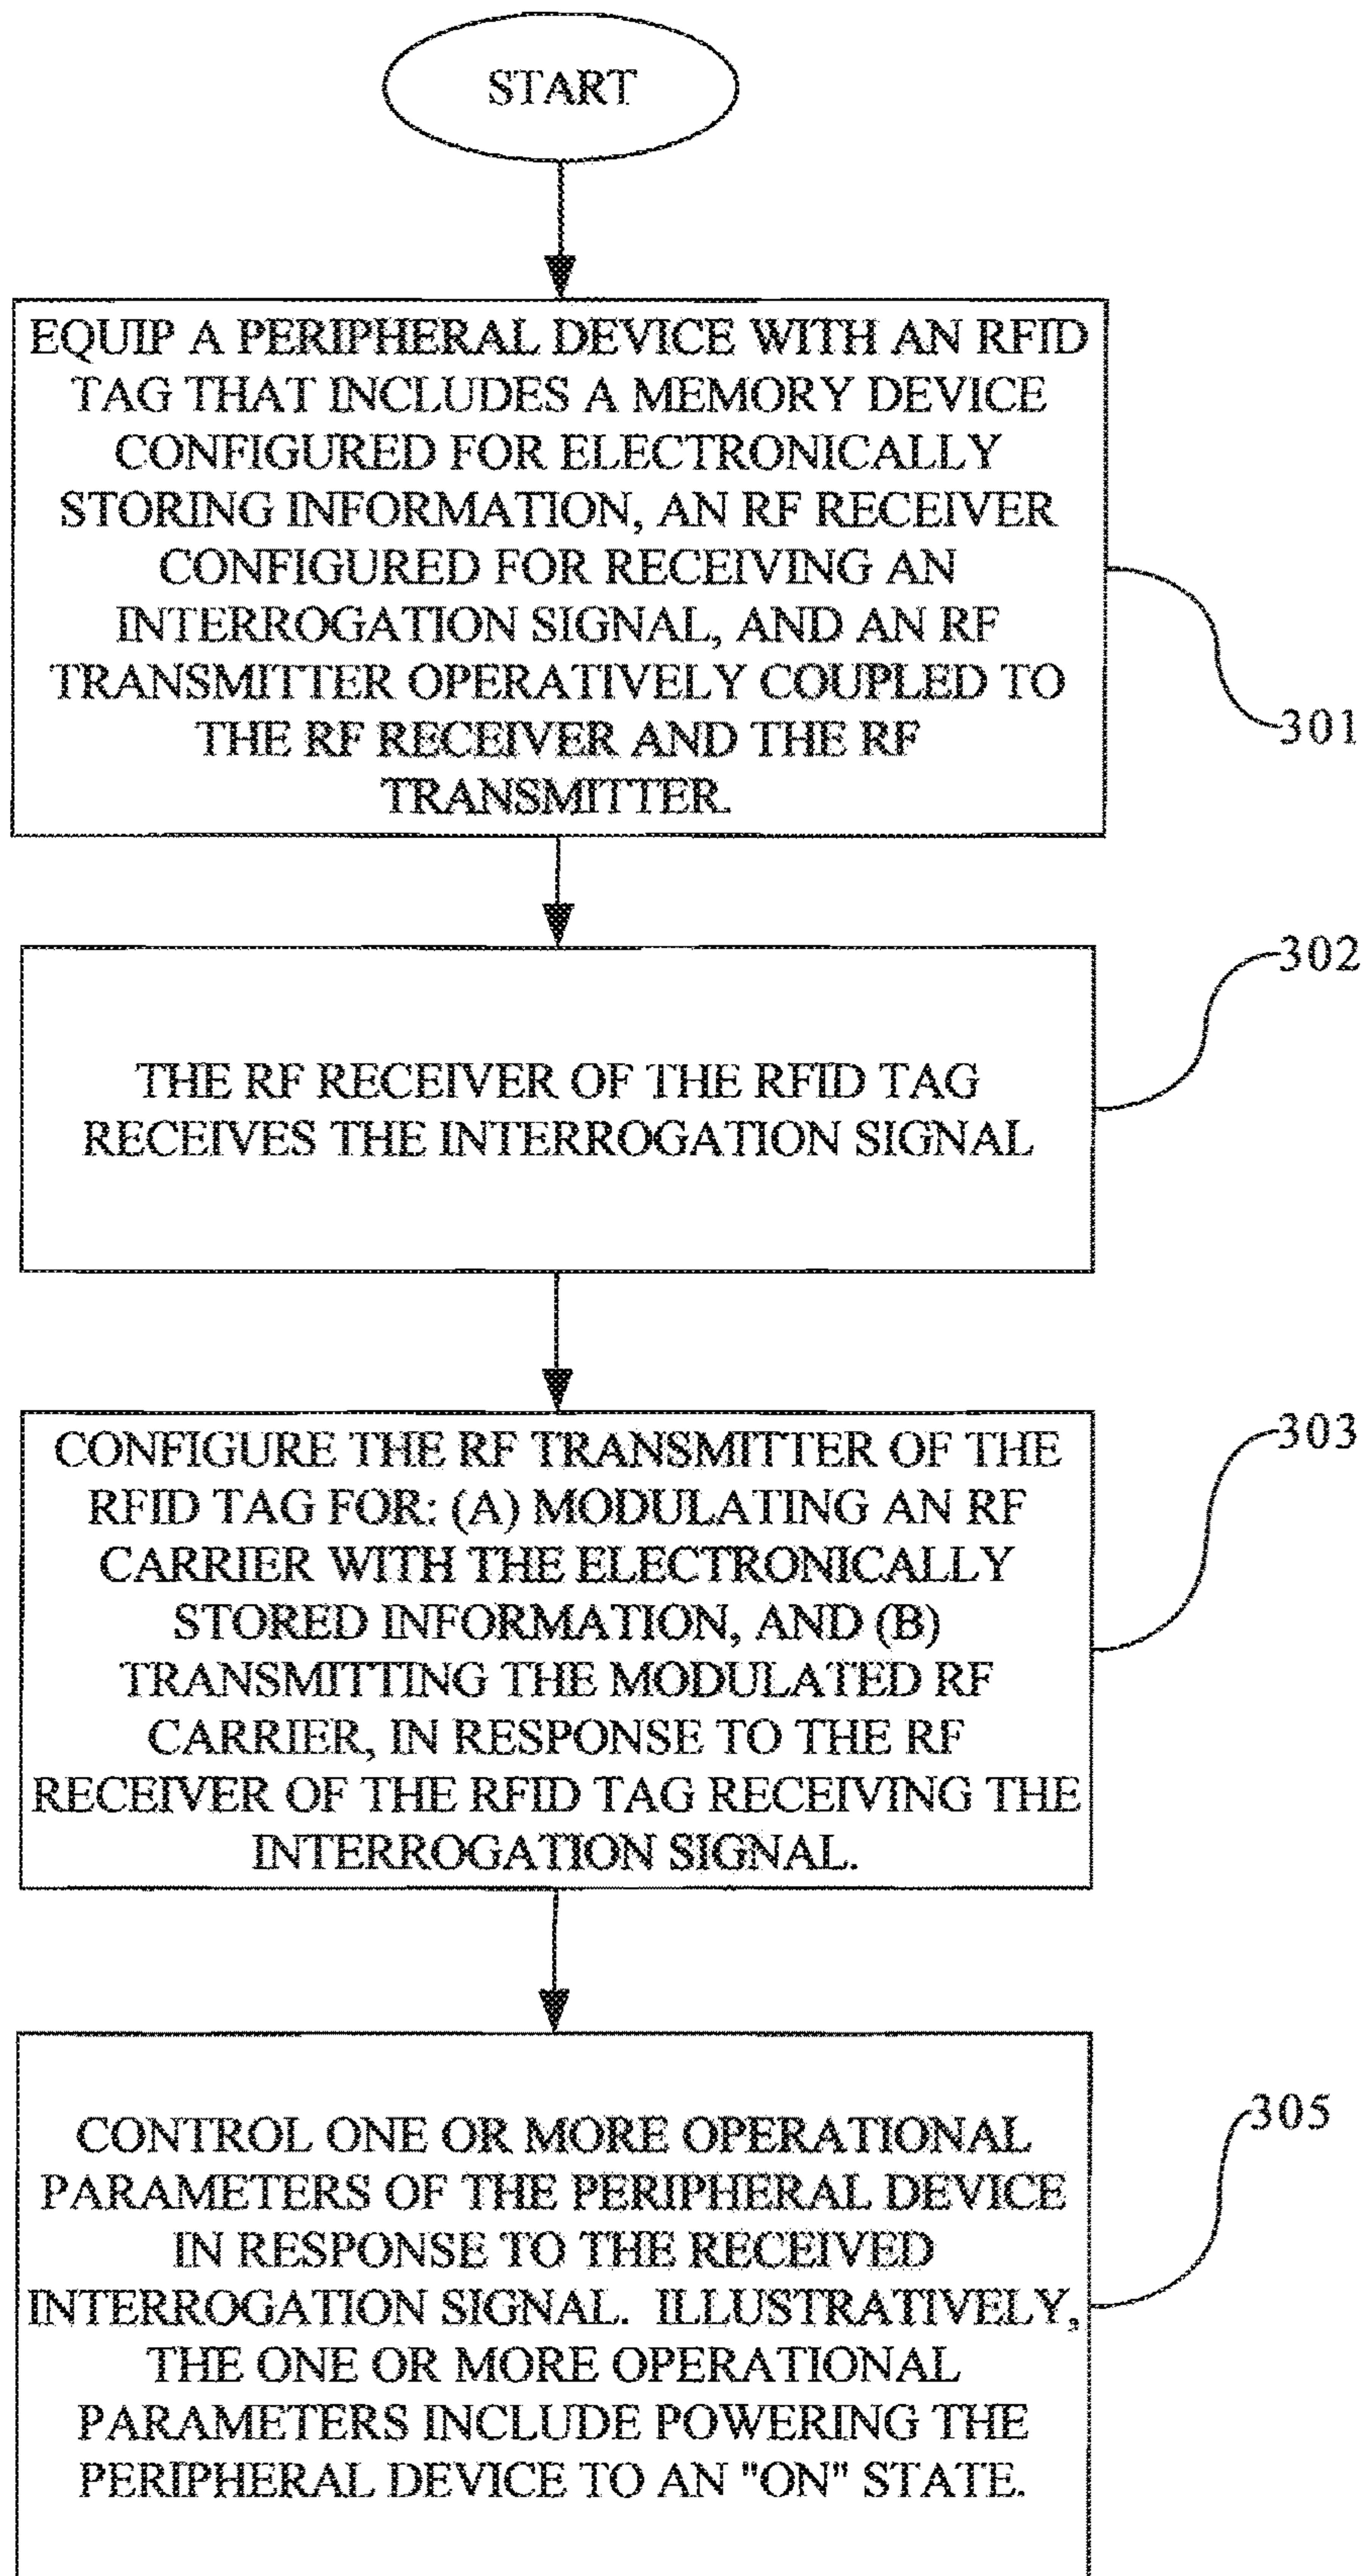 START
EQUIP A PERIPHERAL DEVICE WITH AN RFID
TAG THAT INCLUDES A MEMORY DEVICE
CONFIGURED FOR ELECTRONICALLY
STORING INFORMATION, AN RF RECEIVER
CONFIGURED FOR RECEIVING AN
INTERROGATION SIGNAL, AND AN RF
TRANSMITTER OPERATIVELY COUPLED TO
THE RF RECEIVER AND THE RF
TRANSMITTER.
301
302
THE RF RECEIVER OF THE RFID TAG
RECEIVES THE INTERROGATION SIGNAL
303
CONFIGURE THE RF TRANSMITTER OF THE
RFID TAG FOR: (A) MODULATING AN RF
CARRIER WITH THE ELECTRONICALLY
STORED INFORMATION, AND (B)
TRANSMITTING THE MODULATED RF
CARRIER, IN RESPONSE TO THE RF
RECEIVER OF THE RFID TAG RECEIVING THE
INTERROGATION SIGNAL.
305
CONTROL ONE OR MORE OPERATIONAL
PARAMETERS OF THE PERIPHERAL DEVICE
IN RESPONSE TO THE RECEIVED
INTERROGATION SIGNAL. ILLUSTRATIVELY,
THE ONE OR MORE OPERATIONAL
PARAMETERS INCLUDE POWERING THE
PERIPHERAL DEVICE TO AN "ON" STATE.